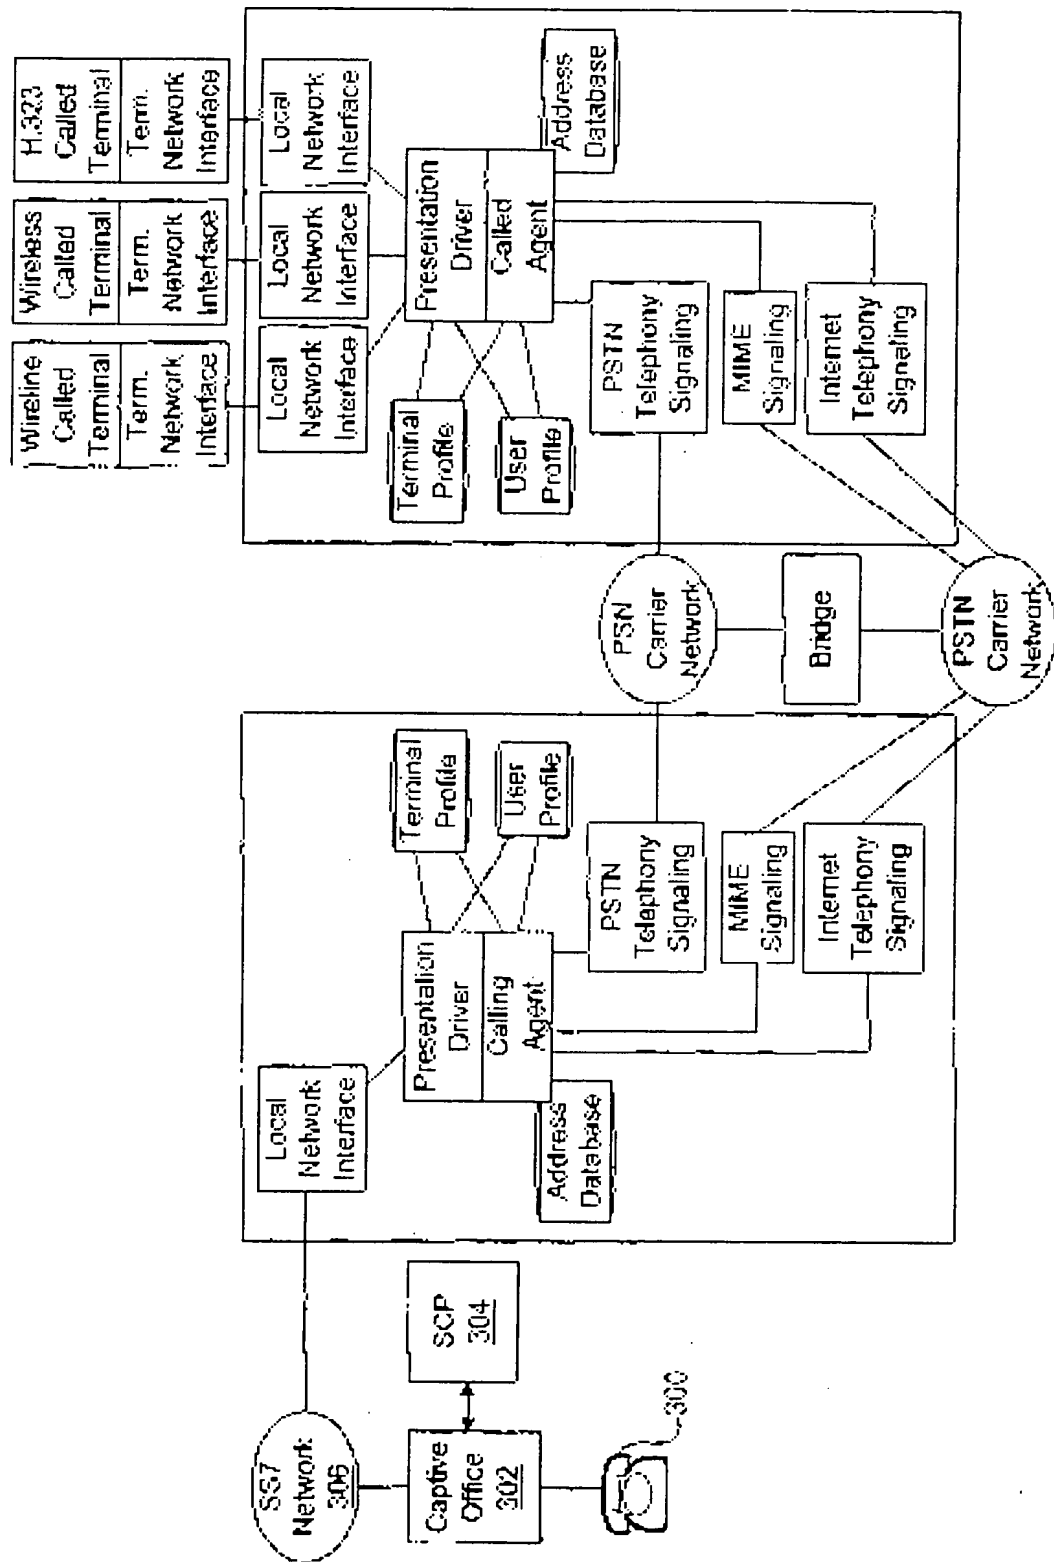 SS7
Network
306
Captive
Office
302
SCP
304
300
Local
Network
Interface
Presentation
Driver
Calling
Agent
Address
Database
Terminal
Profile
User
Profile
PSTN
Telephony
Signaling
MIME
Signaling
Internet
Telephony
Signaling
PSN
Carrier
Network
Bridge
PSTN
Carrier
Network
Wireline
Called
Terminal
Term.
Network
Interface
Wireless
Called
Terminal
Term.
Network
Interface
H.323
Called
Terminal
Term.
Network
Interface
Local
Network
Interface
Local
Network
Interface
Local
Network
Interface
Presentation
Driver
Called
Agent
Address
Database
Terminal
Profile
User
Profile
PSTN
Telephony
Signaling
MIME
Signaling
Internet
Telephony
Signaling